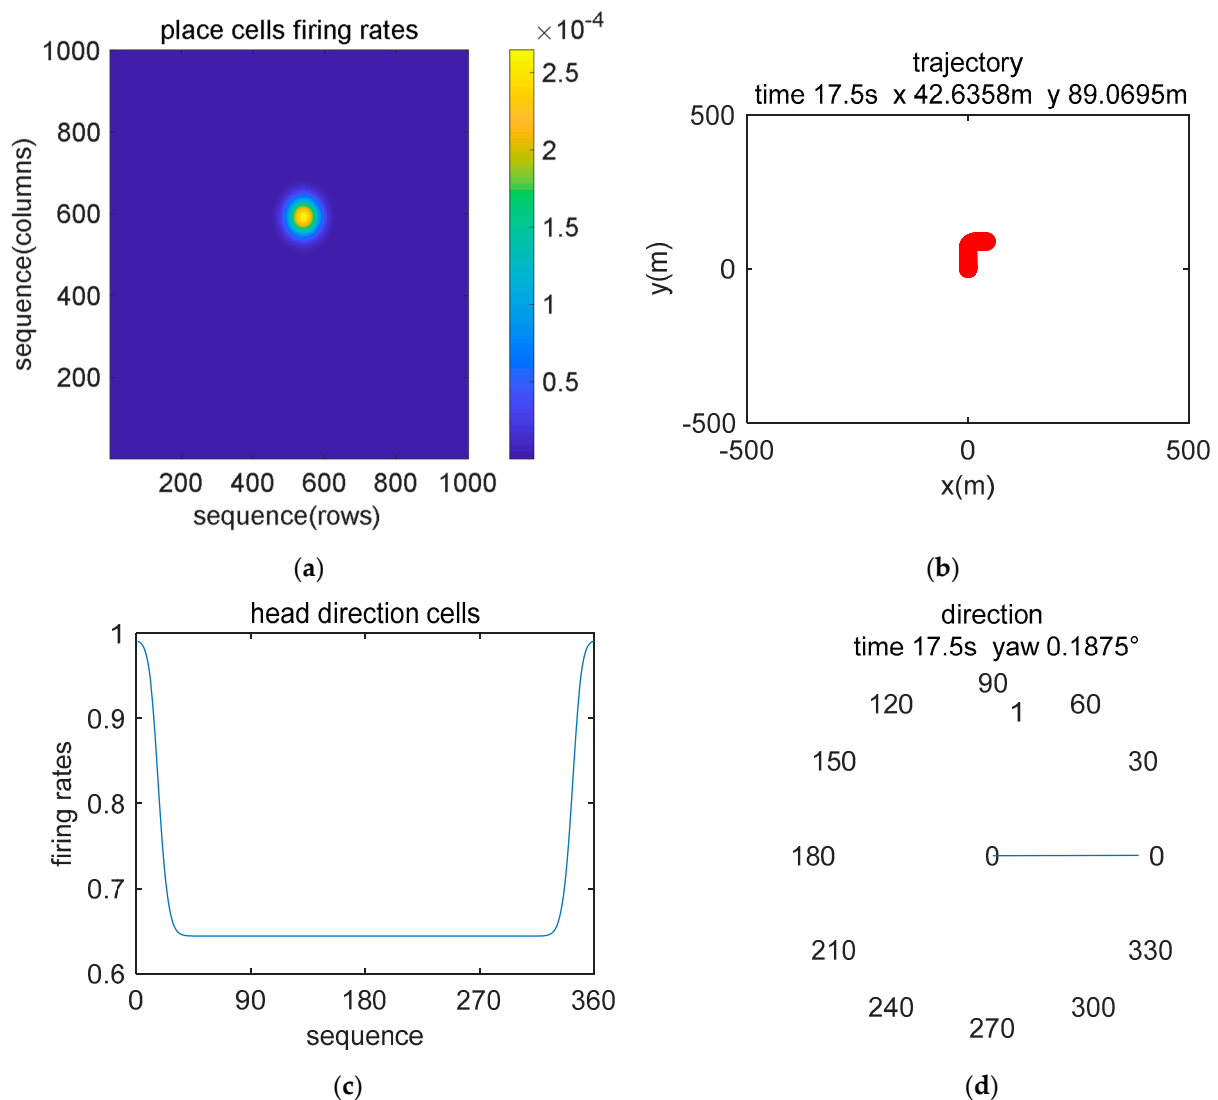 place cells firing rates
×10-4
1000
800
600
400
200
sequence(columns)
200 400 600 800 1000
sequence(rows)
2.5
2
1.5
1
0.5
(a)
trajectory
time 17.5s x 42.6358m y 89.0695m
500
0
-500
y(m)
-500 0 500
x(m)
(b)
head direction cells
1
0.9
0.8
0.7
0.6
firing rates
0 90 180 270 360
sequence
(c)
direction
time 17.5s yaw 0.1875°
90
120 1 60
150 30
180 0 0
210 330
240 300
270
(d)